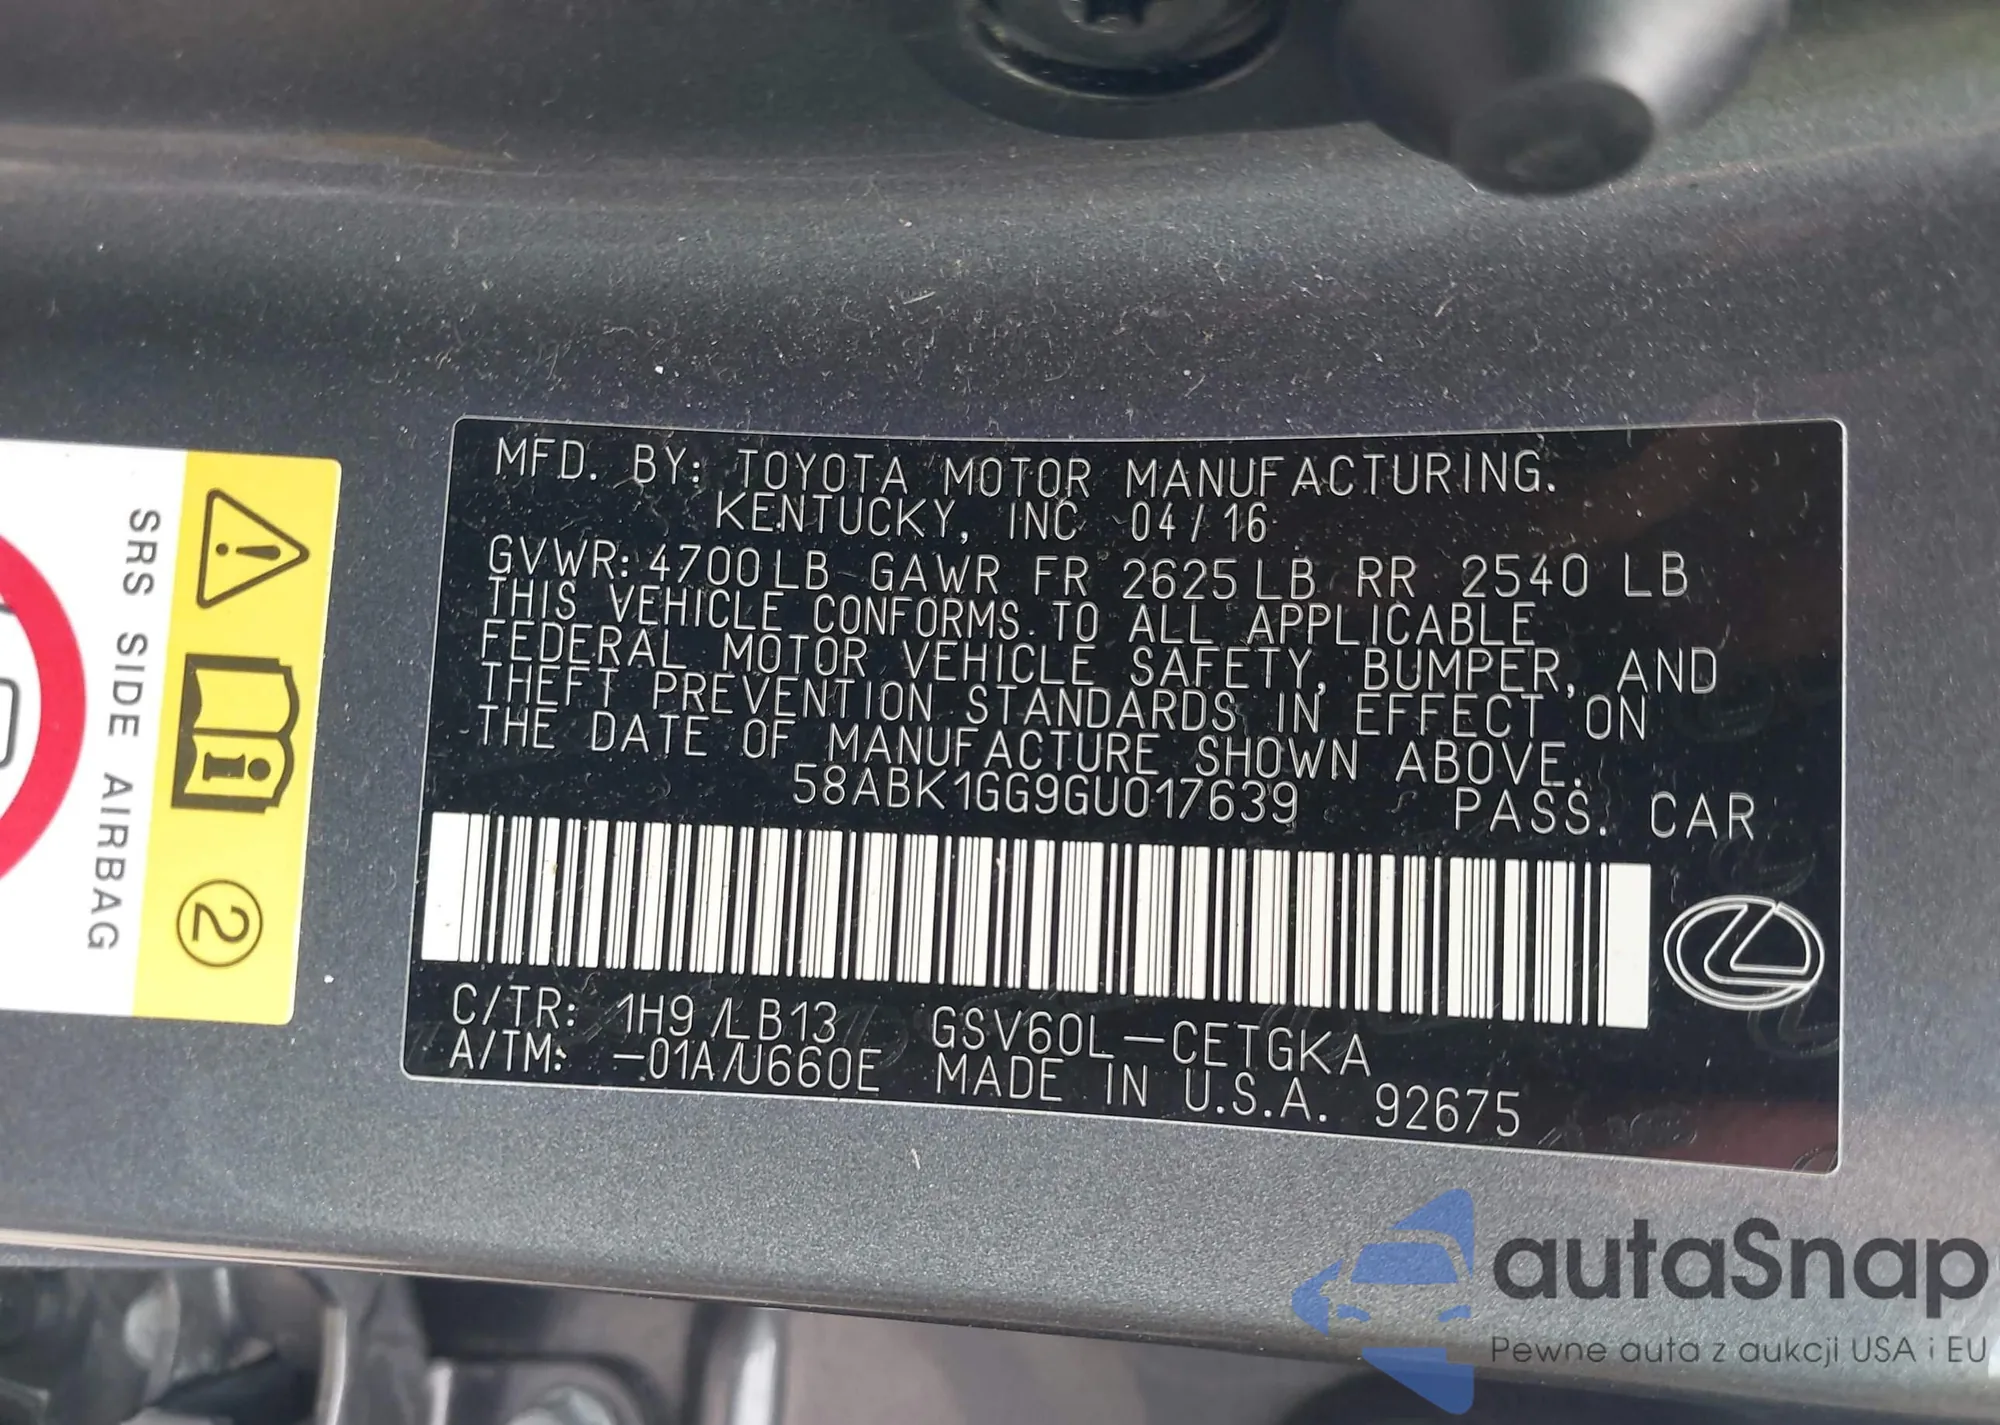 MFD. BY: TOYOTA MOTOR MANUFACTURING.
KENTUCKY, INC 04/16
GVWR: 4700LB GAWR FR 2625LB RR 2540 LB
THIS VEHICLE CONFORMS TO ALL APPLICABLE
FEDERAL MOTOR VEHICLE SAFETY, BUMPER, AND
THEFT PREVENTION STANDARDS IN EFFECT ON
THE DATE OF MANUFACTURE SHOWN ABOVE.
58ABK1GG9GU017639 PASS. CAR
C/TR: 1H9/LB13 GSV60L-CETGKA
A/TM: -01A/U660E MADE IN U.S.A. 92675
SRS SIDE AIRBAG
2
autaSnap
Pewne auta z aukcji USA i EU